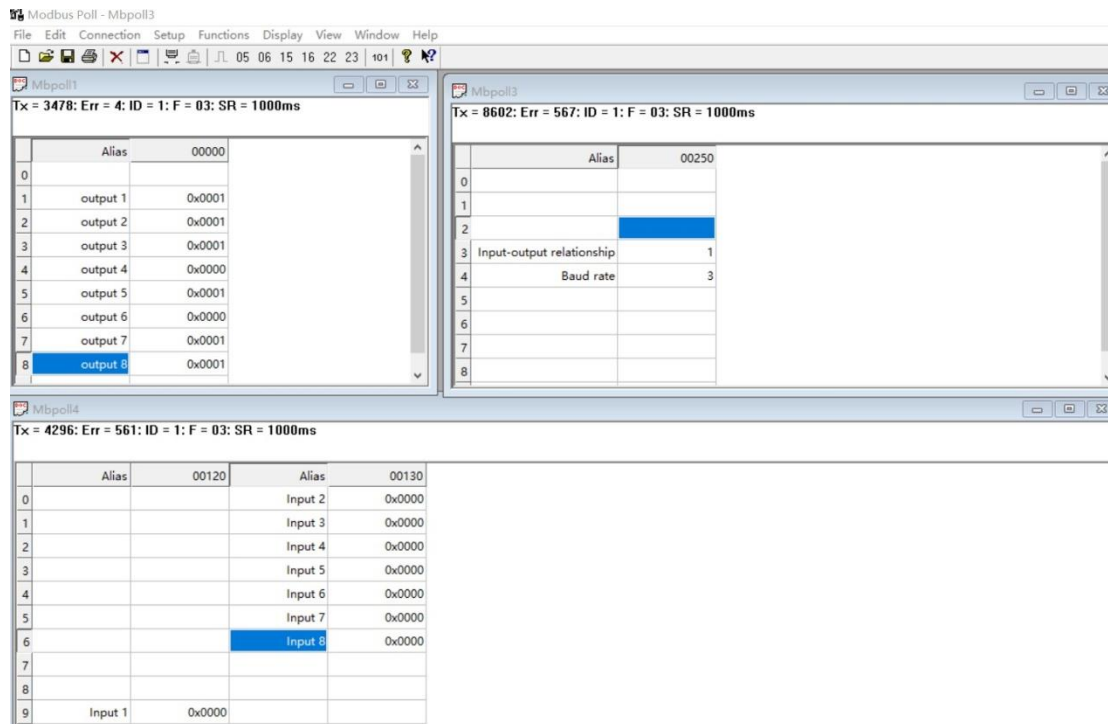 Modbus Poll - Mbpoll3
File Edit Connection Setup Functions Display View Window Help
05 06 15 16 22 23 101
Mbpoll1
Tx = 3478: Err = 4: ID = 1: F = 03: SR = 1000ms
Alias 00000
0
1 output 1 0x0001
2 output 2 0x0001
3 output 3 0x0001
4 output 4 0x0000
5 output 5 0x0001
6 output 6 0x0000
7 output 7 0x0001
8 output 8 0x0001
Mbpoll3
Tx = 8602: Err = 567: ID = 1: F = 03: SR = 1000ms
Alias 00250
0
1
2
3 Input-output relationship 1
4 Baud rate 3
5
6
7
8
Mbpoll4
Tx = 4296: Err = 561: ID = 1: F = 03: SR = 1000ms
Alias 00120 Alias 00130
0 Input 2 0x0000
1 Input 3 0x0000
2 Input 4 0x0000
3 Input 5 0x0000
4 Input 6 0x0000
5 Input 7 0x0000
6 Input 8 0x0000
7
8
9 Input 1 0x0000